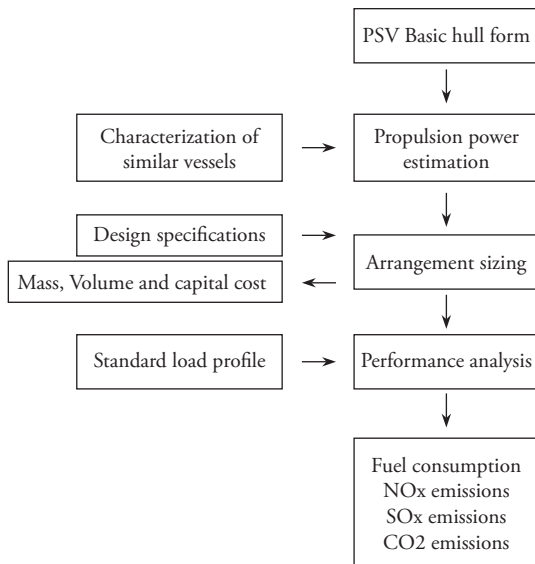 PSV Basic hull form
Characterization of
similar vessels
Propulsion power
estimation
Design specifications
Mass, Volume and capital cost
Arrangement sizing
Standard load profile
Performance analysis
Fuel consumption
NOx emissions
SOx emissions
CO2 emissions